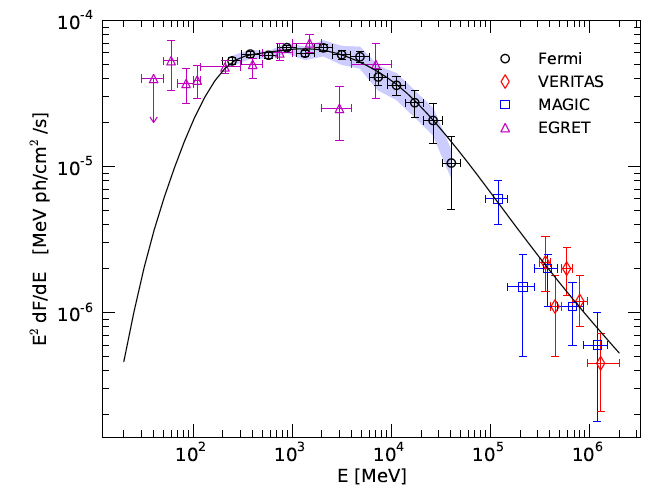 10⁻⁴
10⁻⁵
10⁻⁶
E² dF/dE [MeV ph/cm² /s]
Fermi
VERITAS
MAGIC
EGRET
10² 10³ 10⁴ 10⁵ 10⁶
E [MeV]